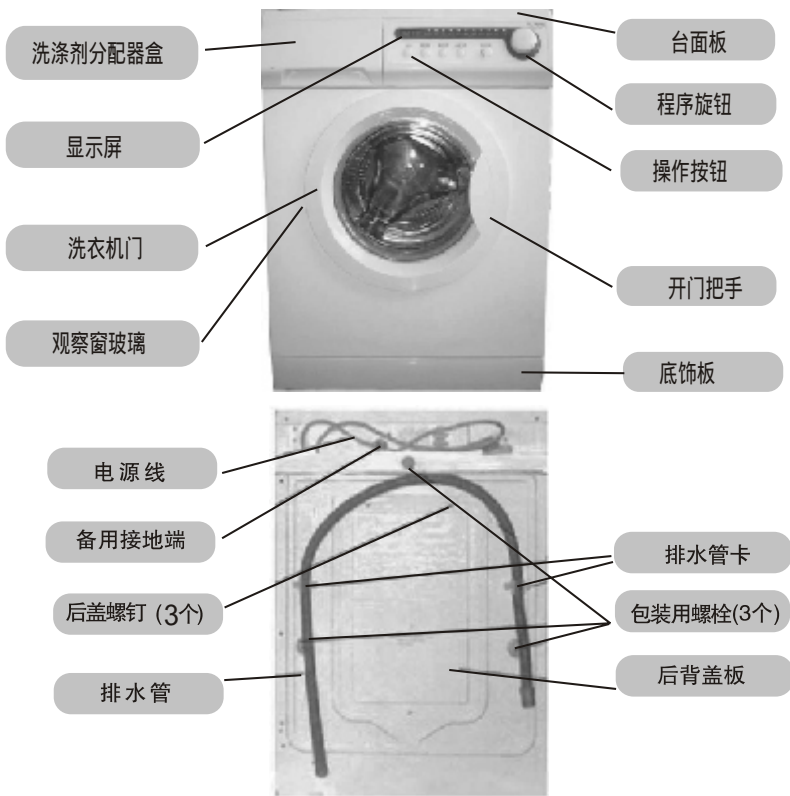 洗涤剂分配器盒
台面板
程序旋钮
显示屏
操作按钮
洗衣机门
开门把手
观察窗玻璃
底饰板
电源线
备用接地端
排水管卡
后盖螺钉 (3个)
包装用螺栓(3个)
后背盖板
排水管